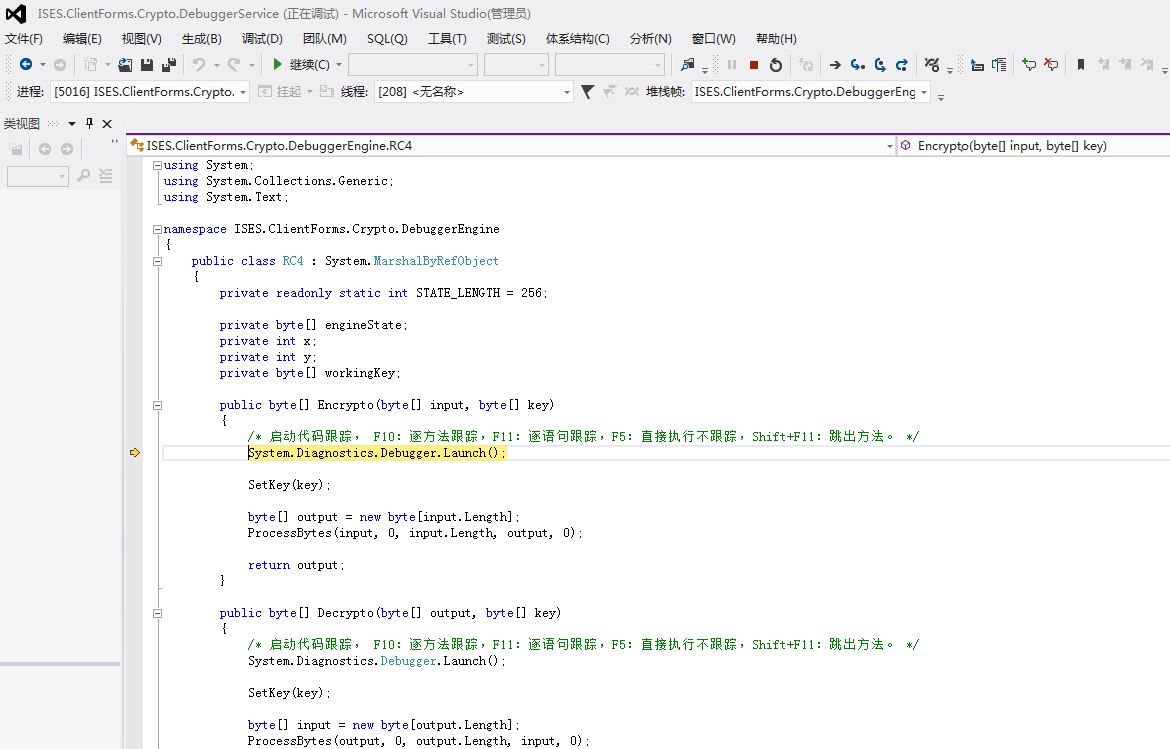 ISES.ClientForms.Crypto.DebuggerService (正在调试) - Microsoft Visual Studio(管理员)
文件(F) 编辑(E) 视图(V) 生成(B) 调试(D) 团队(M) SQL(Q) 工具(T) 测试(S) 体系结构(C) 分析(N) 窗口(W) 帮助(H)
继续(C)
进程: [5016] ISES.ClientForms.Crypto. 挂起 线程: [208] <无名称> 堆栈帧: ISES.ClientForms.Crypto.DebuggerEng
类视图
ISES.ClientForms.Crypto.DebuggerEngine.RC4 Encrypto(byte[] input, byte[] key)
using System;
using System.Collections.Generic;
using System.Text;
namespace ISES.ClientForms.Crypto.DebuggerEngine
{
public class RC4 : System.MarshalByRefObject
{
private readonly static int STATE_LENGTH = 256;
private byte[] engineState;
private int x;
private int y;
private byte[] workingKey;
public byte[] Encrypto(byte[] input, byte[] key)
{
/* 启动代码跟踪, F10: 逐方法跟踪,F11: 逐语句跟踪,F5: 直接执行不跟踪,Shift+F11: 跳出方法。 */
System.Diagnostics.Debugger.Launch();
SetKey(key);
byte[] output = new byte[input.Length];
ProcessBytes(input, 0, input.Length, output, 0);
return output;
}
public byte[] Decrypto(byte[] output, byte[] key)
{
/* 启动代码跟踪, F10: 逐方法跟踪,F11: 逐语句跟踪,F5: 直接执行不跟踪,Shift+F11: 跳出方法。 */
System.Diagnostics.Debugger.Launch();
SetKey(key);
byte[] input = new byte[output.Length];
ProcessBytes(output, 0, output.Length, input, 0);